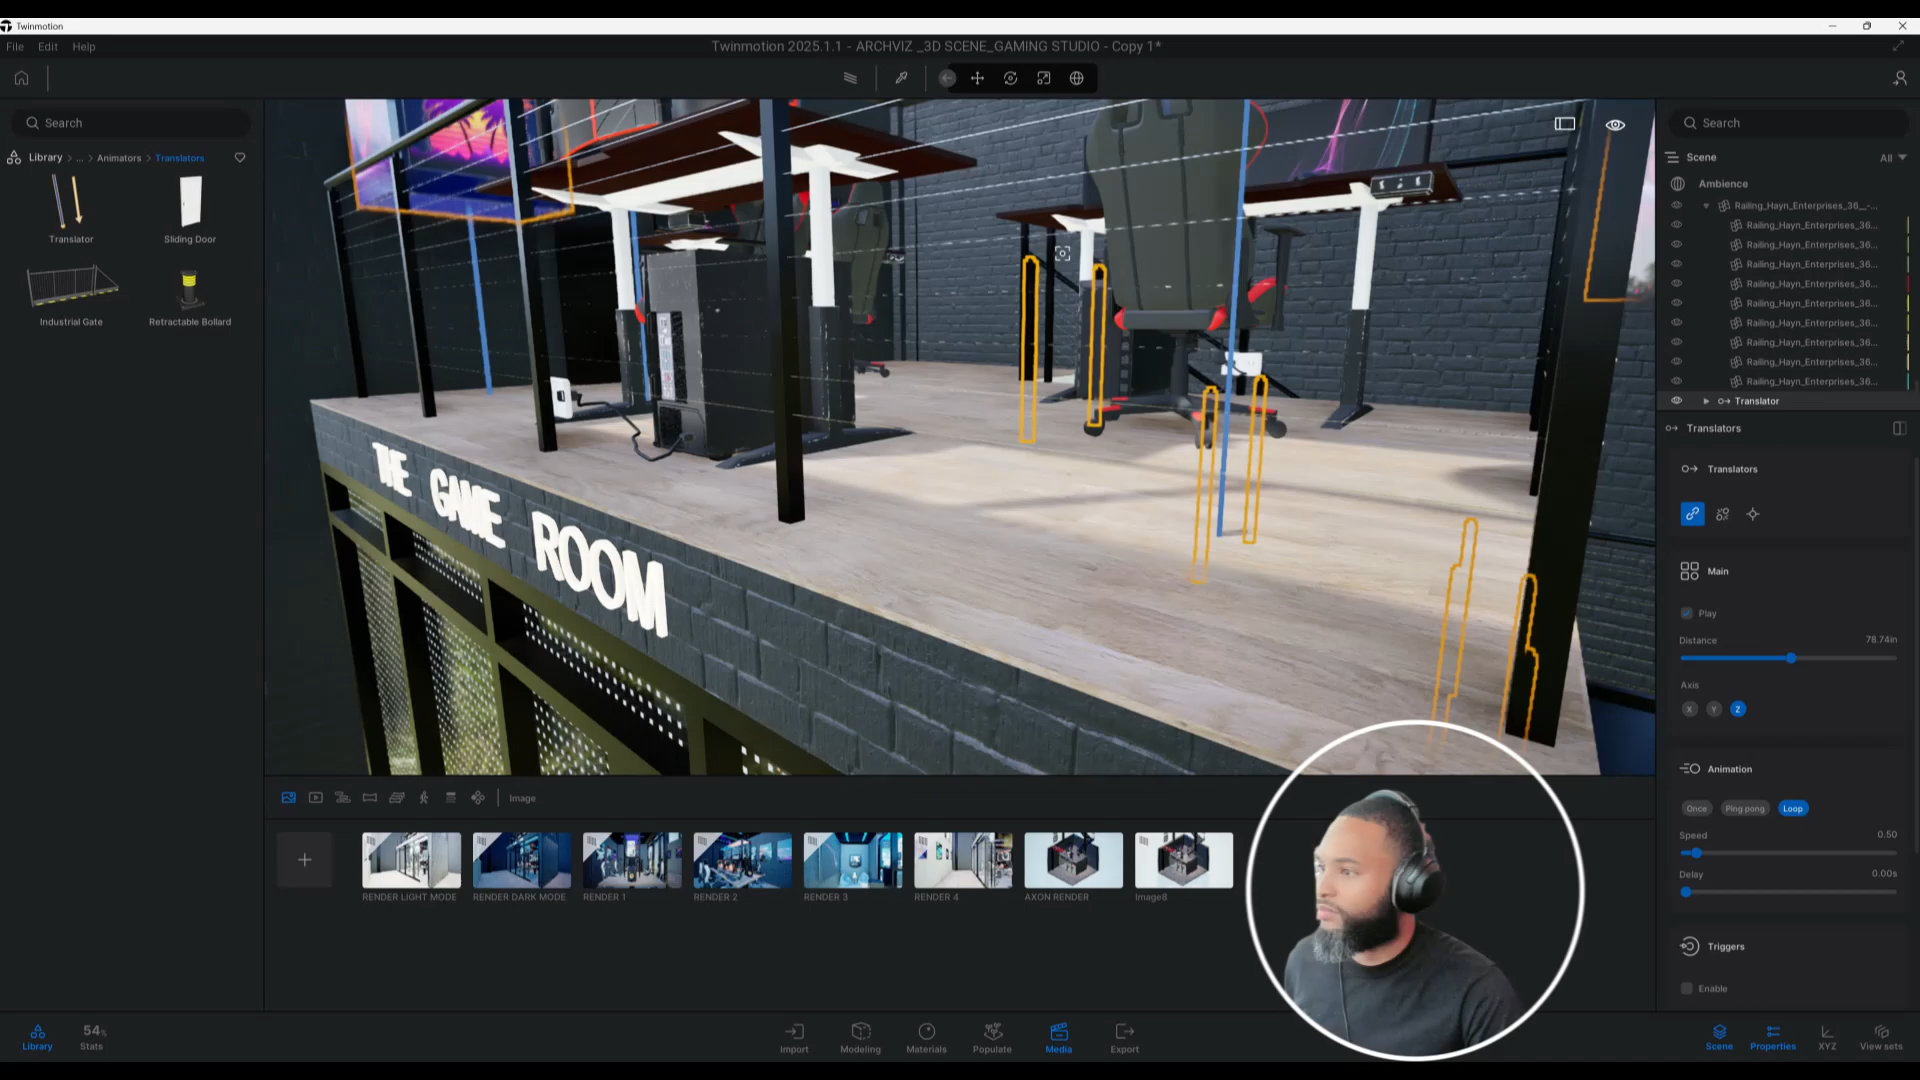 Twinmotion
File Edit Help
Twinmotion 2025.1.1 - ARCHVIZ _3D SCENE_GAMING STUDIO - Copy 1*
Search
Library > ... > Animators > Translators
Translator
Sliding Door
Industrial Gate
Retractable Bollard
THE GAME ROOM
Search
Scene
All
Ambience
Railing_Hayn_Enterprises_36__-...
Railing_Hayn_Enterprises_36...
Railing_Hayn_Enterprises_36...
Railing_Hayn_Enterprises_36...
Railing_Hayn_Enterprises_36...
Railing_Hayn_Enterprises_36...
Railing_Hayn_Enterprises_36...
Railing_Hayn_Enterprises_36...
Railing_Hayn_Enterprises_36...
Railing_Hayn_Enterprises_36...
Translator
Translators
Translators
Main
Play
Distance 78.74in
Axis
X Y Z
Animation
Once Ping pong Loop
Speed 0.50
Delay 0.00s
Triggers
Enable
Image
RENDER LIGHT MODE
RENDER DARK MODE
RENDER 1
RENDER 2
RENDER 3
RENDER 4
AXON RENDER
Image8
Library
54%
Stats
Import
Modeling
Materials
Populate
Media
Export
Scene
Properties
XYZ
View sets